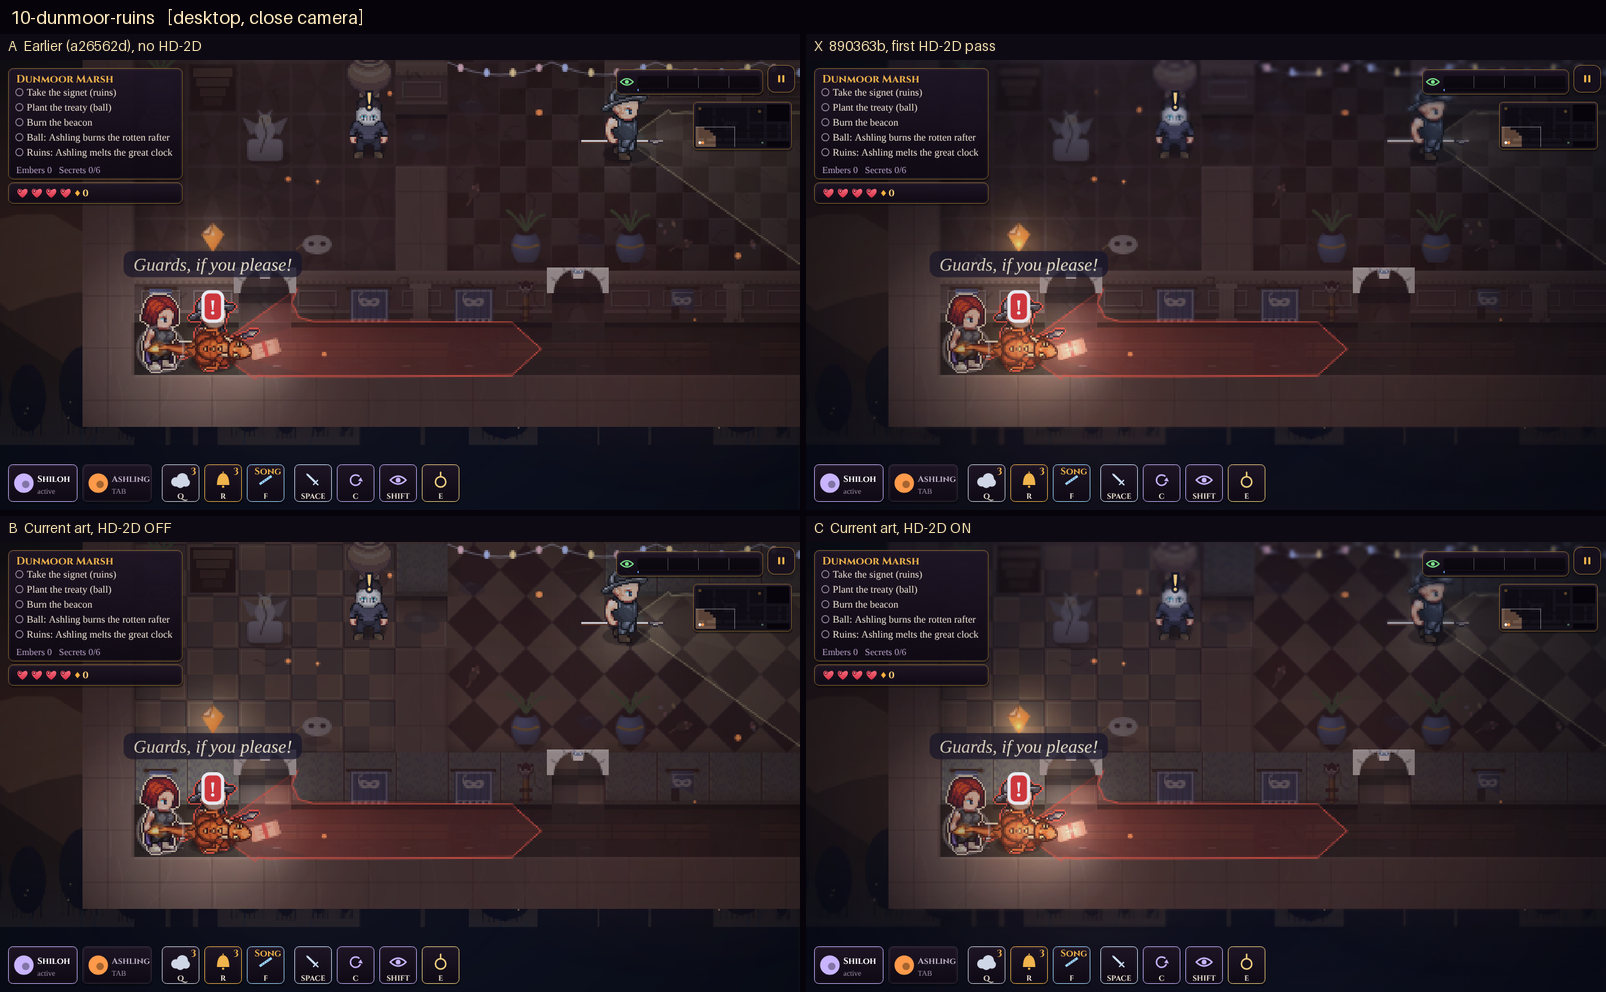 10-dunmoor-ruins [desktop, close camera]
A Earlier (a26562d), no HD-2D
DUNMOOR MARSH
Take the signet (ruins)
Plant the treaty (ball)
Burn the beacon
Ball: Ashling burns the rotten rafter
Ruins: Ashling melts the great clock
Embers 0 Secrets 0/6
0
!
Guards, if you please!
!
SHILOH
active
ASHLING
TAB
3
Q
3
R
SONG
F
SPACE
C
SHIFT
E
X 890363b, first HD-2D pass
DUNMOOR MARSH
Take the signet (ruins)
Plant the treaty (ball)
Burn the beacon
Ball: Ashling burns the rotten rafter
Ruins: Ashling melts the great clock
Embers 0 Secrets 0/6
0
!
Guards, if you please!
!
SHILOH
active
ASHLING
TAB
3
Q
3
R
SONG
F
SPACE
C
SHIFT
E
B Current art, HD-2D OFF
DUNMOOR MARSH
Take the signet (ruins)
Plant the treaty (ball)
Burn the beacon
Ball: Ashling burns the rotten rafter
Ruins: Ashling melts the great clock
Embers 0 Secrets 0/6
0
!
Guards, if you please!
!
SHILOH
active
ASHLING
TAB
3
Q
3
R
SONG
F
SPACE
C
SHIFT
E
C Current art, HD-2D ON
DUNMOOR MARSH
Take the signet (ruins)
Plant the treaty (ball)
Burn the beacon
Ball: Ashling burns the rotten rafter
Ruins: Ashling melts the great clock
Embers 0 Secrets 0/6
0
!
Guards, if you please!
!
SHILOH
active
ASHLING
TAB
3
Q
3
R
SONG
F
SPACE
C
SHIFT
E